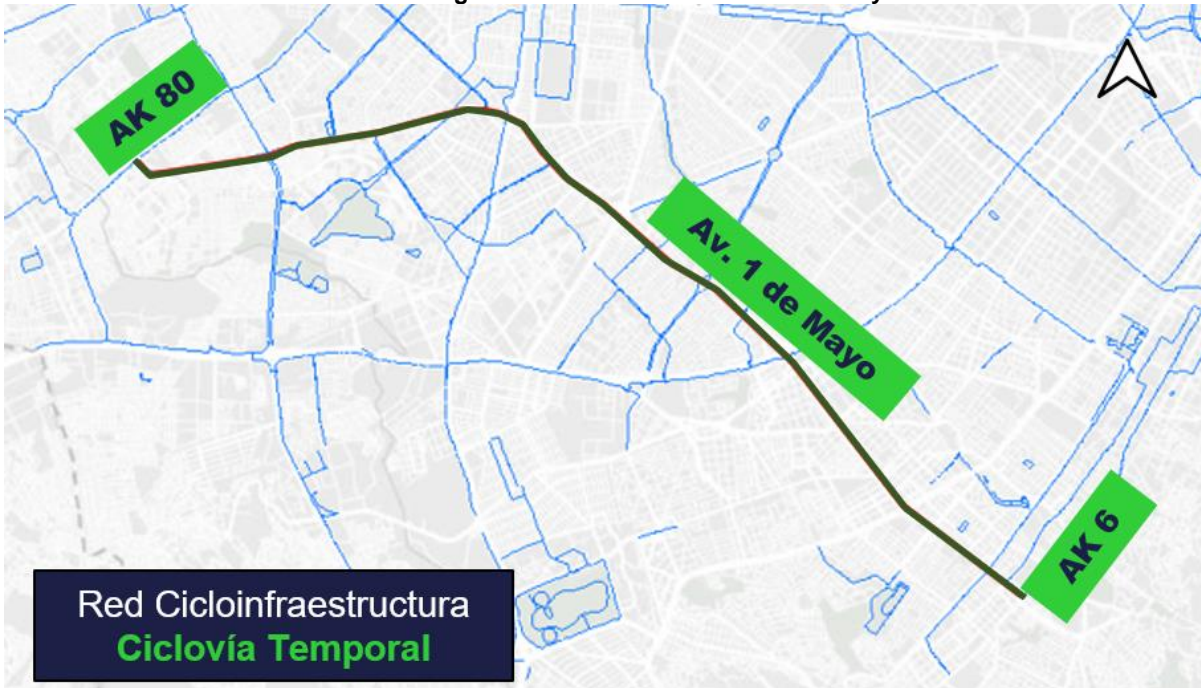 AK 80
Av. 1 de Mayo
AK 6
Red Cicloinfraestructura
Ciclovía Temporal